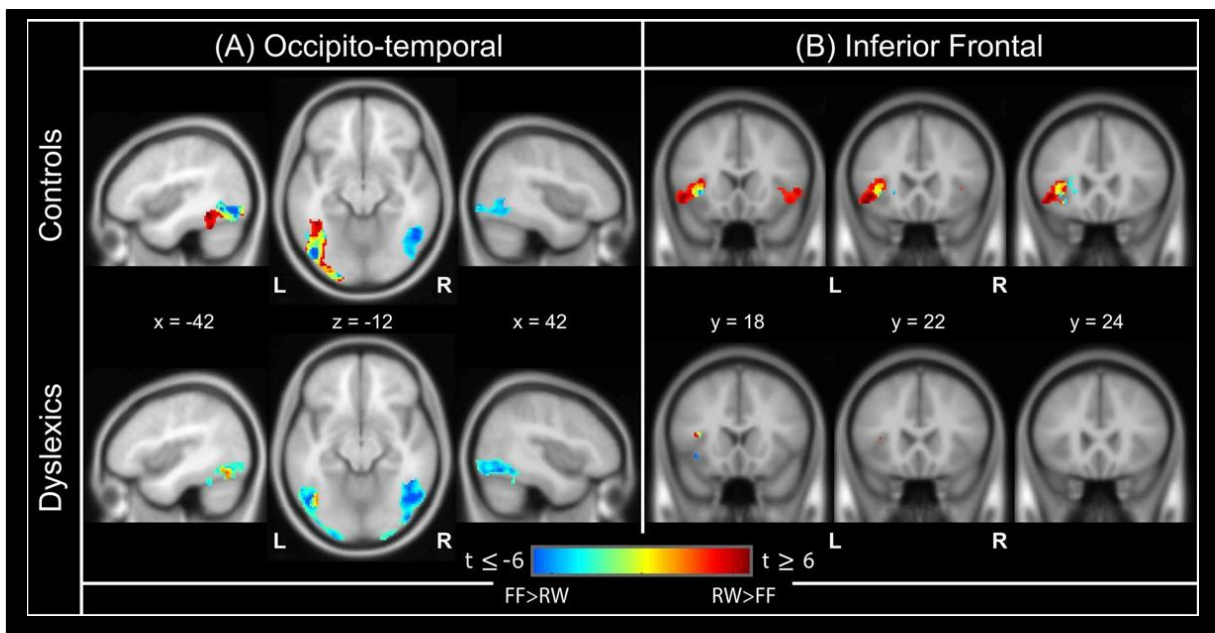 (A) Occipito-temporal
(B) Inferior Frontal
Controls
L R
L R
x = -42 z = -12 x = 42
y = 18 y = 22 y = 24
Dyslexics
L R
L R
t ≤ -6 t ≥ 6
FF>RW RW>FF